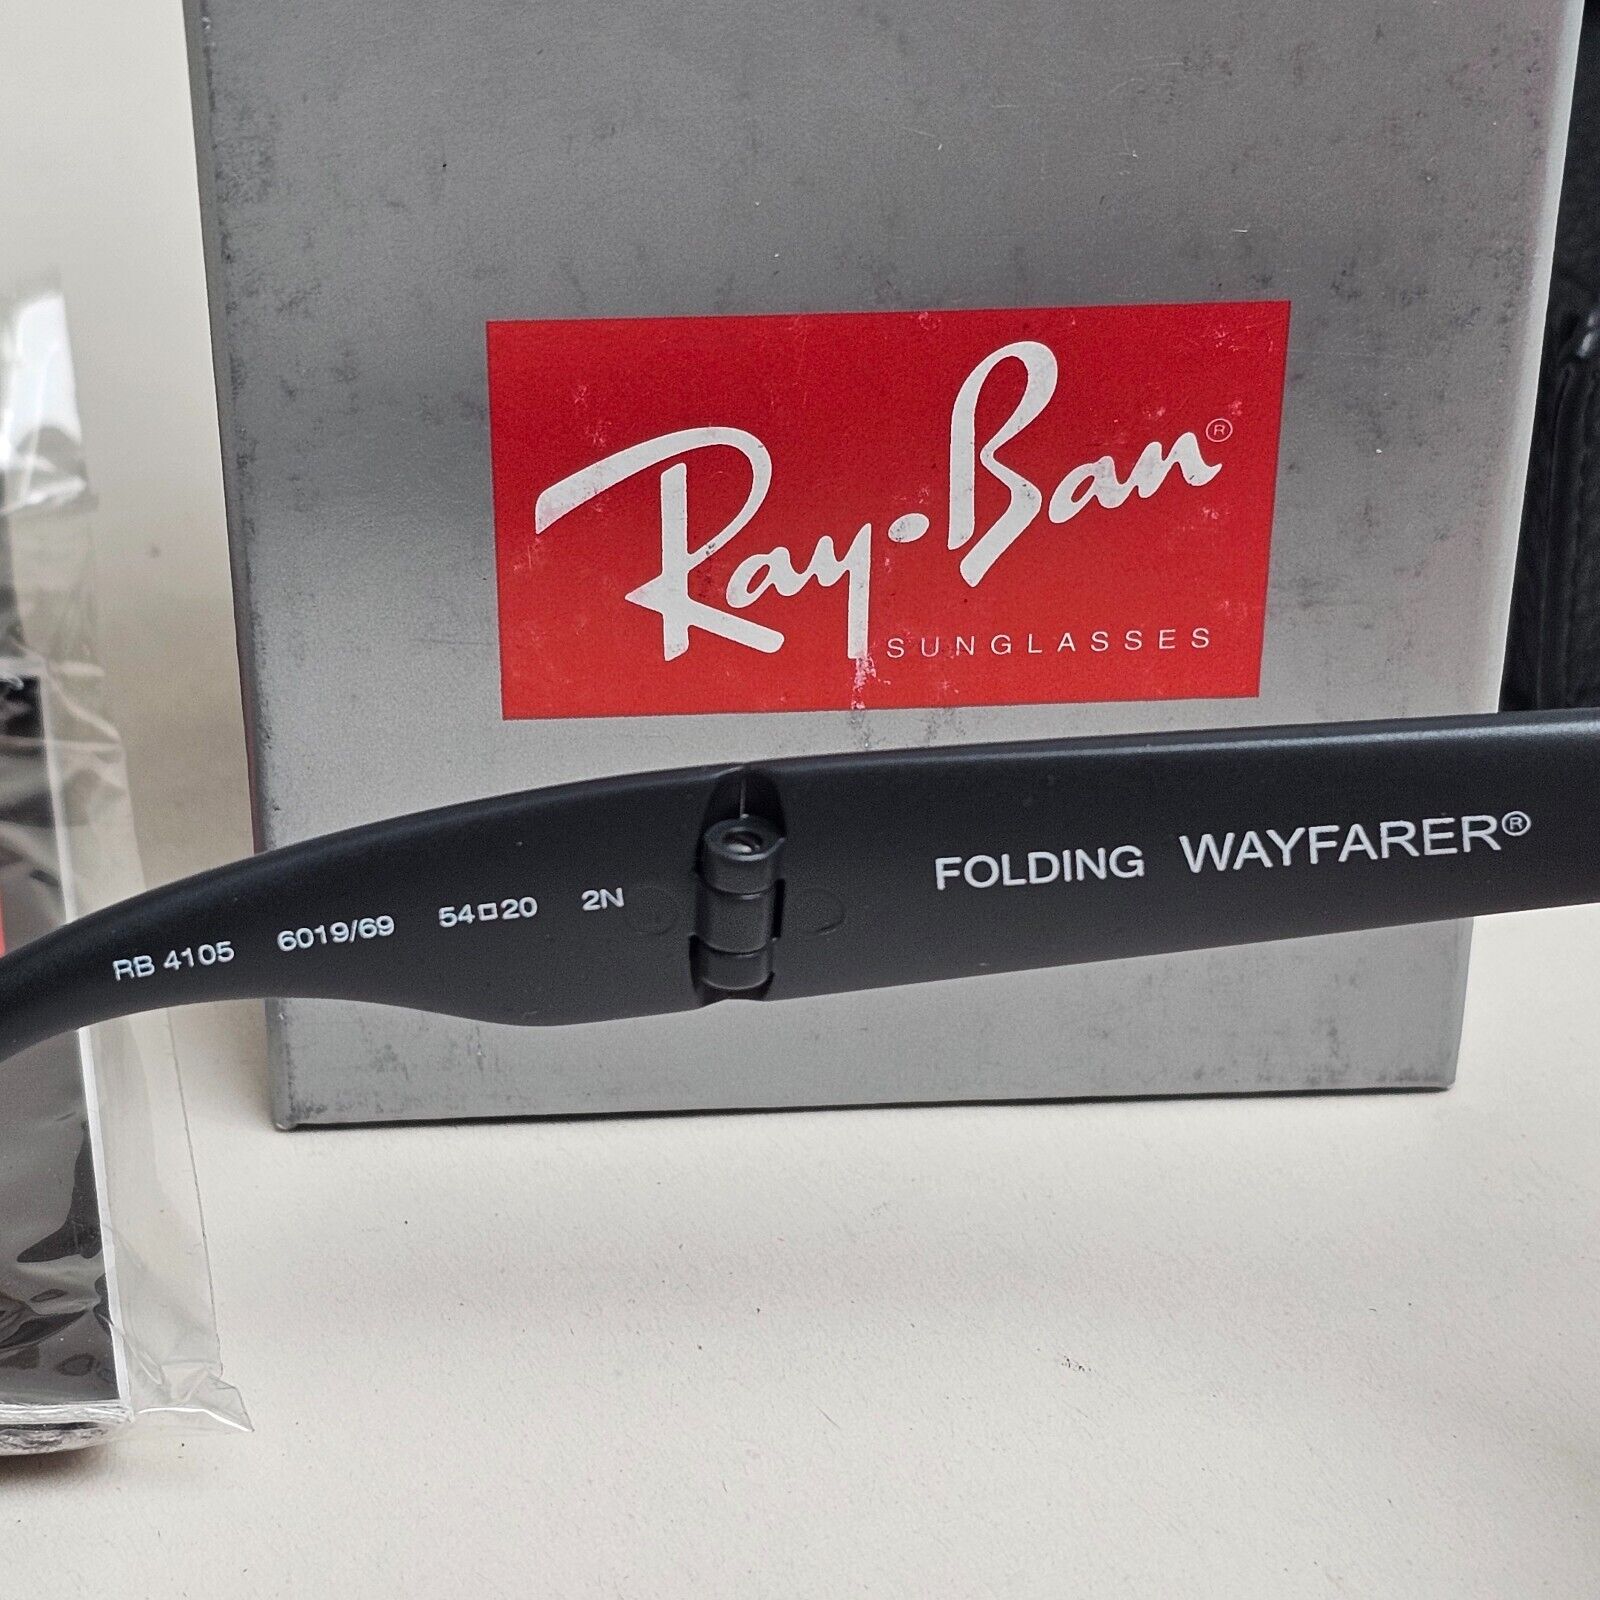 Ray-Ban®
SUNGLASSES
FOLDING WAYFARER®
RB 4105 6019/69 54□20 2N